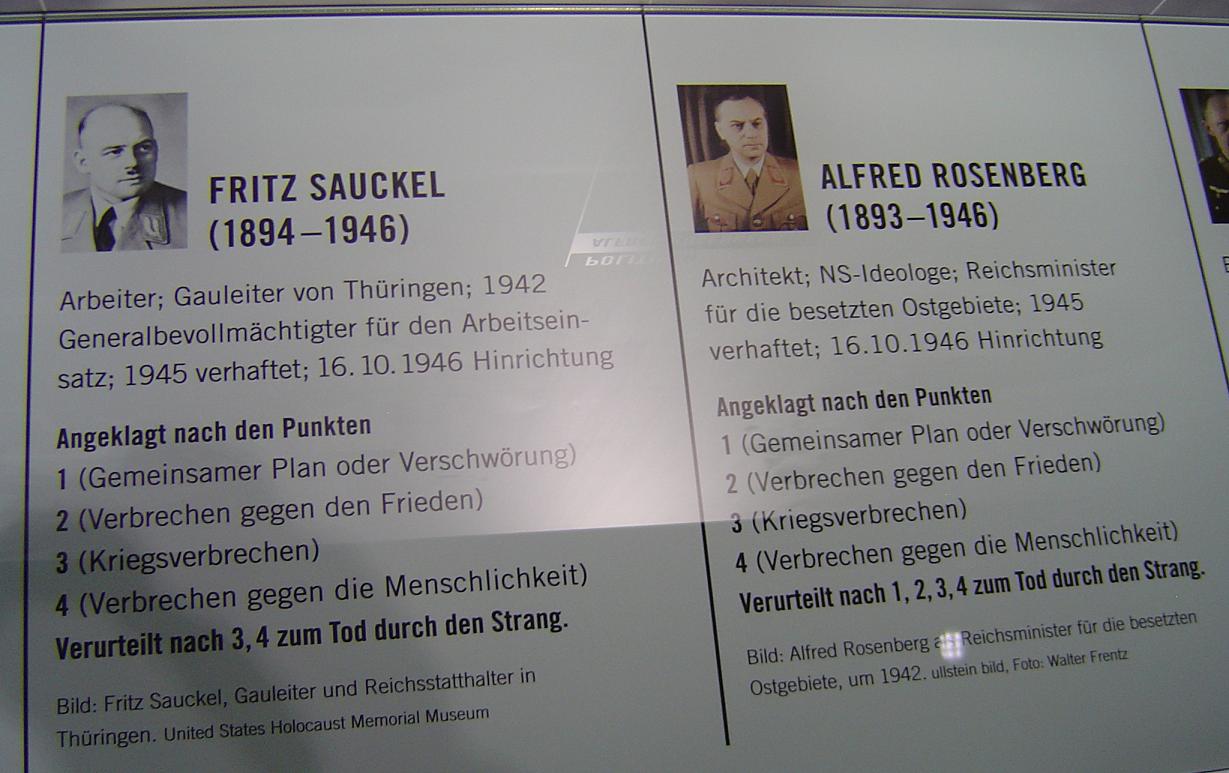 FRITZ SAUCKEL
(1894–1946)
Arbeiter; Gauleiter von Thüringen; 1942
Generalbevollmächtigter für den Arbeitsein-
satz; 1945 verhaftet; 16.10.1946 Hinrichtung
Angeklagt nach den Punkten
1 (Gemeinsamer Plan oder Verschwörung)
2 (Verbrechen gegen den Frieden)
3 (Kriegsverbrechen)
4 (Verbrechen gegen die Menschlichkeit)
Verurteilt nach 3, 4 zum Tod durch den Strang.
Bild: Fritz Sauckel, Gauleiter und Reichsstatthalter in
Thüringen. United States Holocaust Memorial Museum
ALFRED ROSENBERG
(1893–1946)
Architekt; NS-Ideologe; Reichsminister
für die besetzten Ostgebiete; 1945
verhaftet; 16.10.1946 Hinrichtung
Angeklagt nach den Punkten
1 (Gemeinsamer Plan oder Verschwörung)
2 (Verbrechen gegen den Frieden)
3 (Kriegsverbrechen)
4 (Verbrechen gegen die Menschlichkeit)
Verurteilt nach 1, 2, 3, 4 zum Tod durch den Strang.
Bild: Alfred Rosenberg als Reichsminister für die besetzten
Ostgebiete, um 1942. ullstein bild, Foto: Walter Frentz